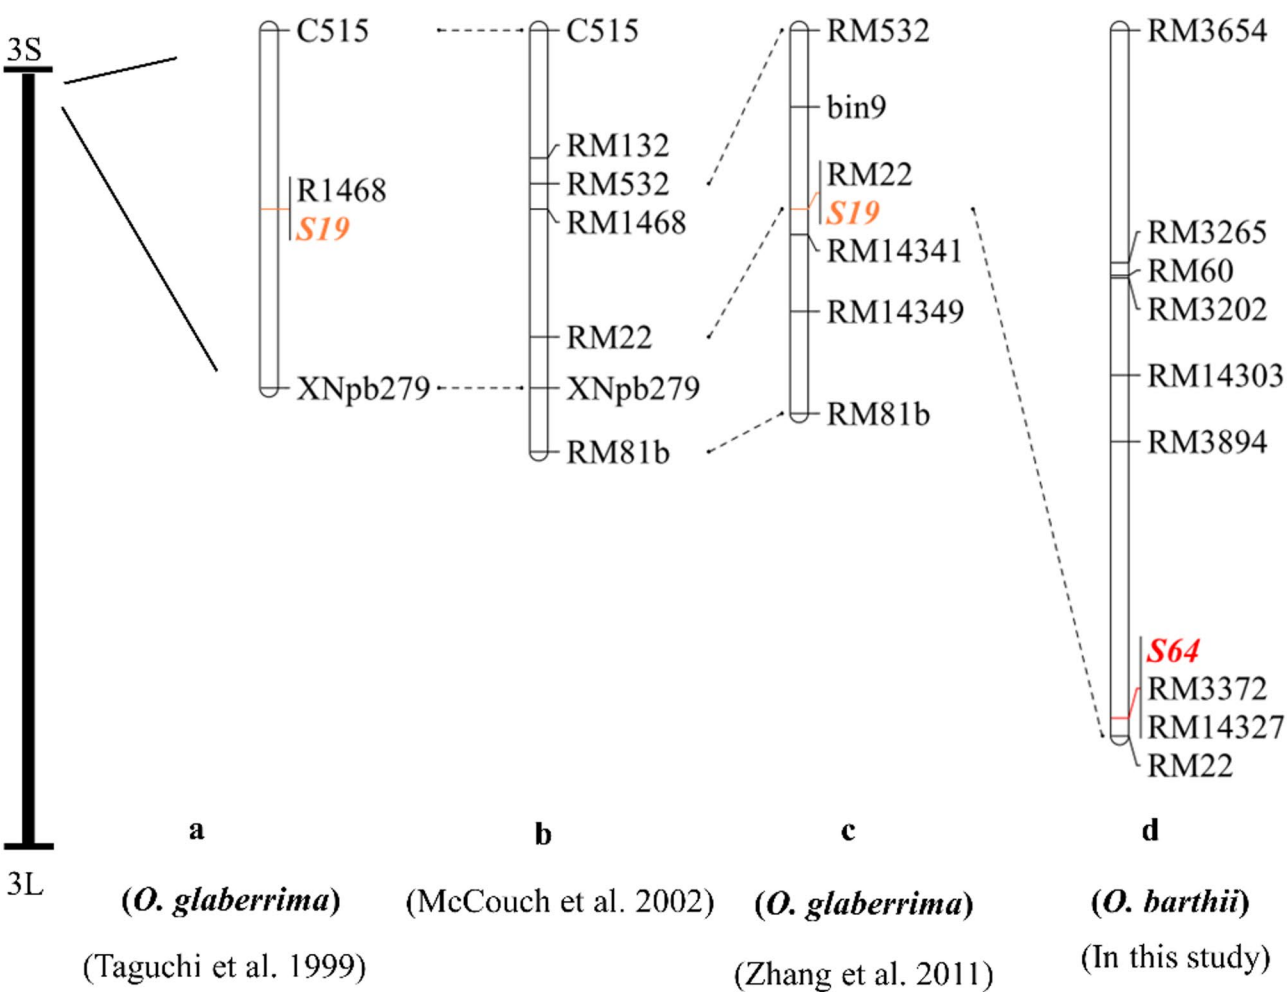 3S
3L
C515
R1468
S19
XNpb279
a
(O. glaberrima)
(Taguchi et al. 1999)
C515
RM132
RM532
RM1468
RM22
XNpb279
RM81b
b
(McCouch et al. 2002)
RM532
bin9
RM22
S19
RM14341
RM14349
RM81b
c
(O. glaberrima)
(Zhang et al. 2011)
RM3654
RM3265
RM60
RM3202
RM14303
RM3894
S64
RM3372
RM14327
RM22
d
(O. barthii)
(In this study)